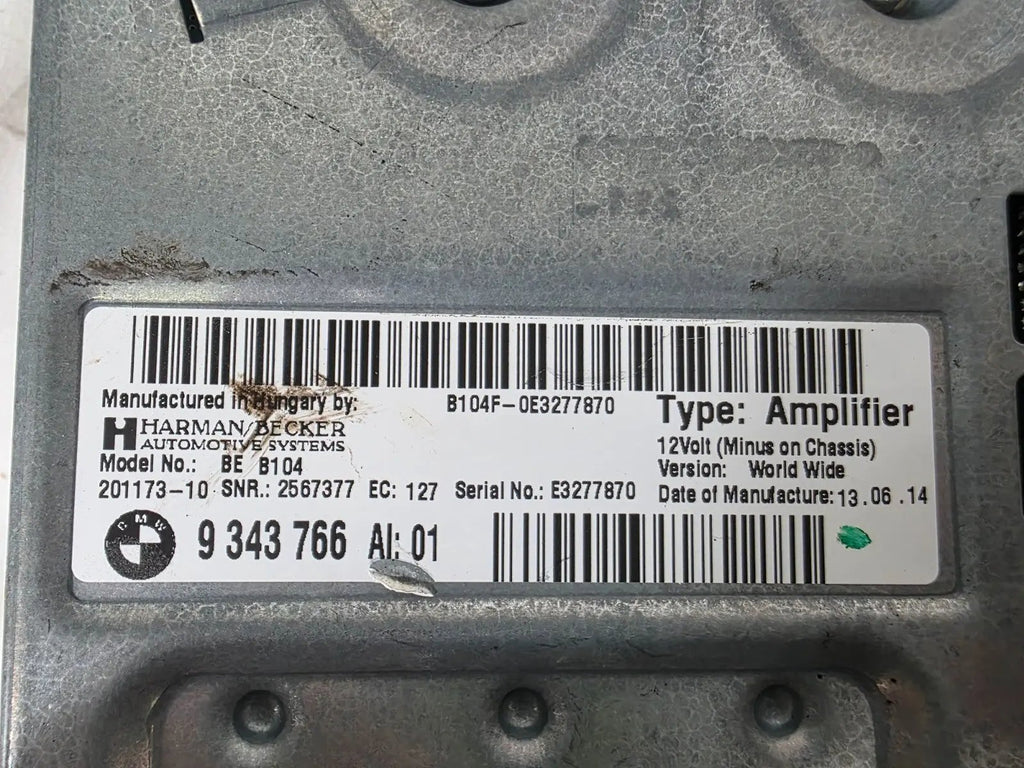 Manufactured in Hungary by:
B104F-0E3277870
Type: Amplifier
HARMAN/BECKER
AUTOMOTIVE SYSTEMS
12Volt (Minus on Chassis)
Model No.: BE B104
Version: World Wide
201173-10 SNR.: 2567377 EC: 127 Serial No.: E3277870
Date of Manufacture: 13.06.14
BMW
9 343 766 AI: 01